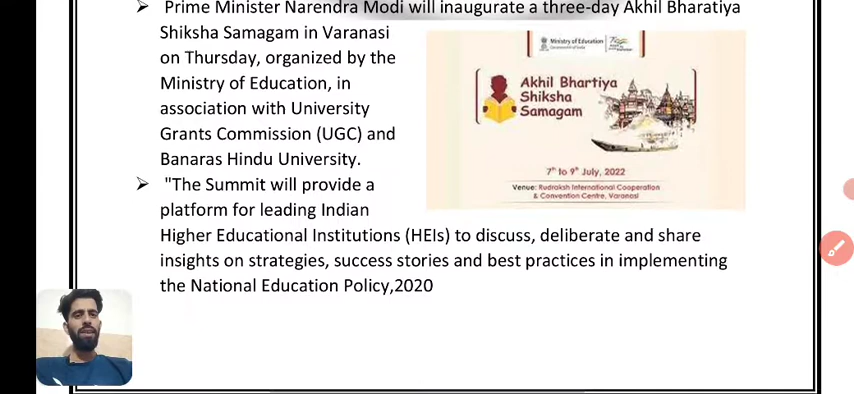 ➢ Prime Minister Narendra Modi will inaugurate a three-day Akhil Bharatiya
Shiksha Samagam in Varanasi
on Thursday, organized by the
Ministry of Education, in
association with University
Grants Commission (UGC) and
Banaras Hindu University.
Ministry of Education
Government of India
Akhil Bhartiya
Shiksha
Samagam
7th to 9th July, 2022
Venue: Rudraksh International Cooperation
& Convention Centre, Varanasi
➢ "The Summit will provide a
platform for leading Indian
Higher Educational Institutions (HEIs) to discuss, deliberate and share
insights on strategies, success stories and best practices in implementing
the National Education Policy,2020